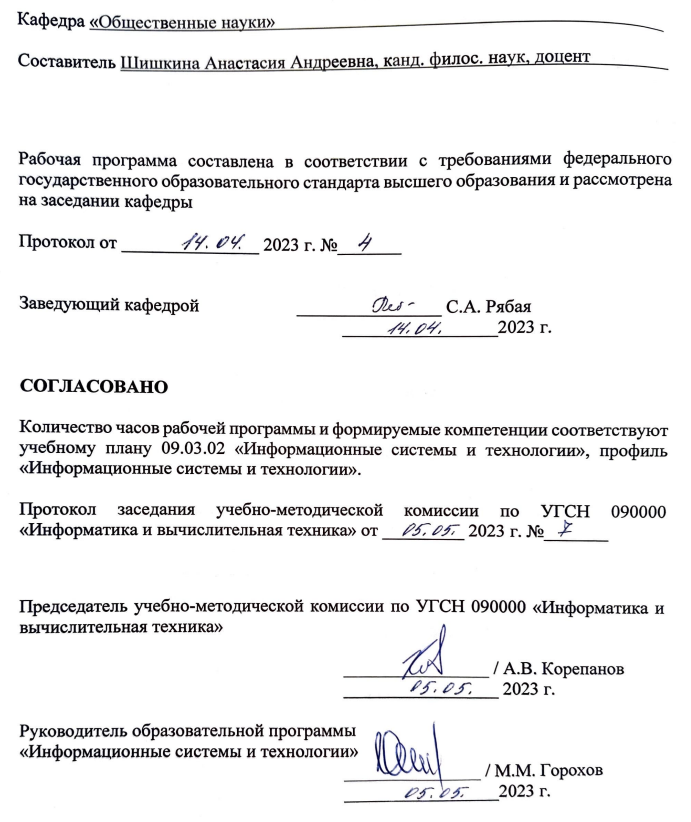 Кафедра «Общественные науки»
Составитель Шишкина Анастасия Андреевна, канд. филос. наук, доцент
Рабочая программа составлена в соответствии с требованиями федерального
государственного образовательного стандарта высшего образования и рассмотрена
на заседании кафедры
Протокол от 14.04. 2023 г. № 4
Заведующий кафедрой С.А. Рябая
14.04. 2023 г.
СОГЛАСОВАНО
Количество часов рабочей программы и формируемые компетенции соответствуют
учебному плану 09.03.02 «Информационные системы и технологии», профиль
«Информационные системы и технологии».
Протокол заседания учебно-методической комиссии по УГСН 090000
«Информатика и вычислительная техника» от 05.05. 2023 г. № 7
Председатель учебно-методической комиссии по УГСН 090000 «Информатика и
вычислительная техника»
/ А.В. Корепанов
05.05. 2023 г.
Руководитель образовательной программы
«Информационные системы и технологии»
/ М.М. Горохов
05.05. 2023 г.